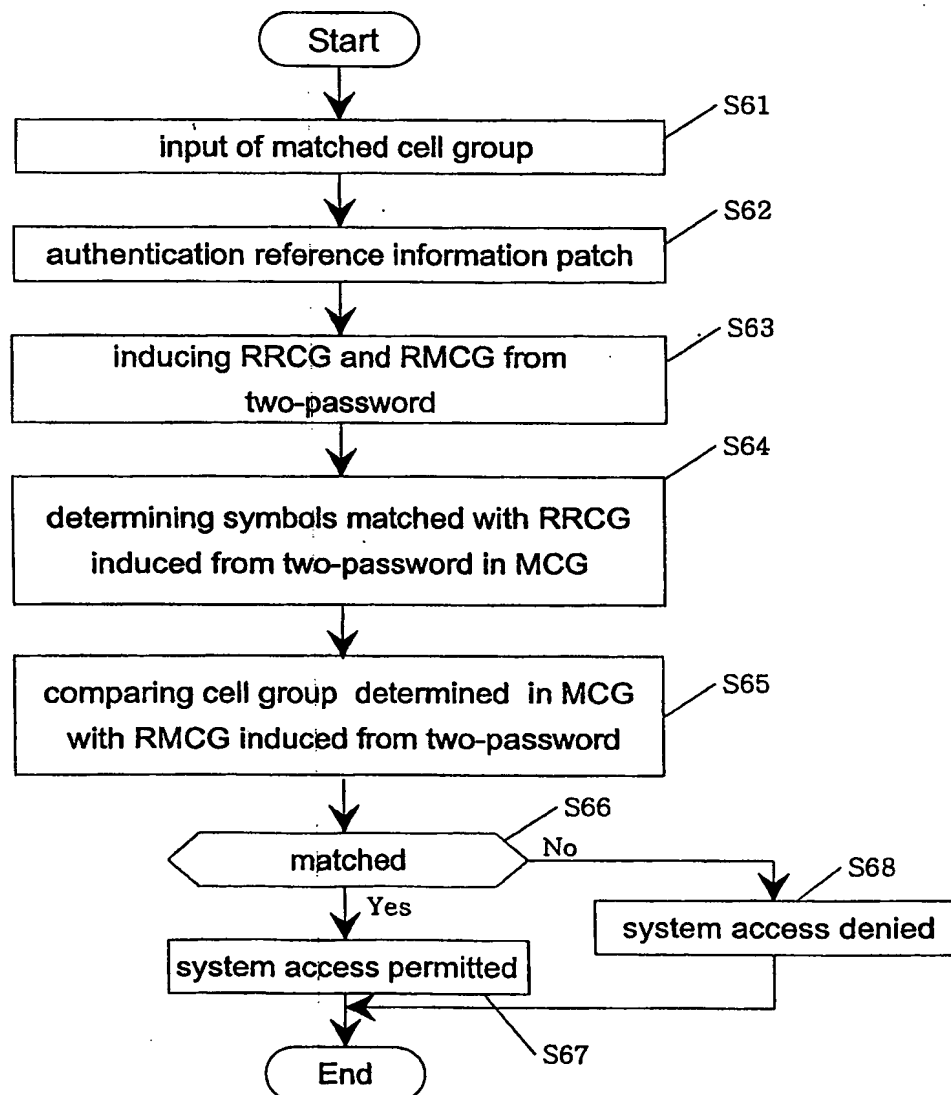 Start
S61
input of matched cell group
S62
authentication reference information patch
S63
inducing RRCG and RMCG from
two-password
S64
determining symbols matched with RRCG
induced from two-password in MCG
S65
comparing cell group determined in MCG
with RMCG induced from two-password
S66
matched
No
S68
Yes
system access denied
system access permitted
S67
End